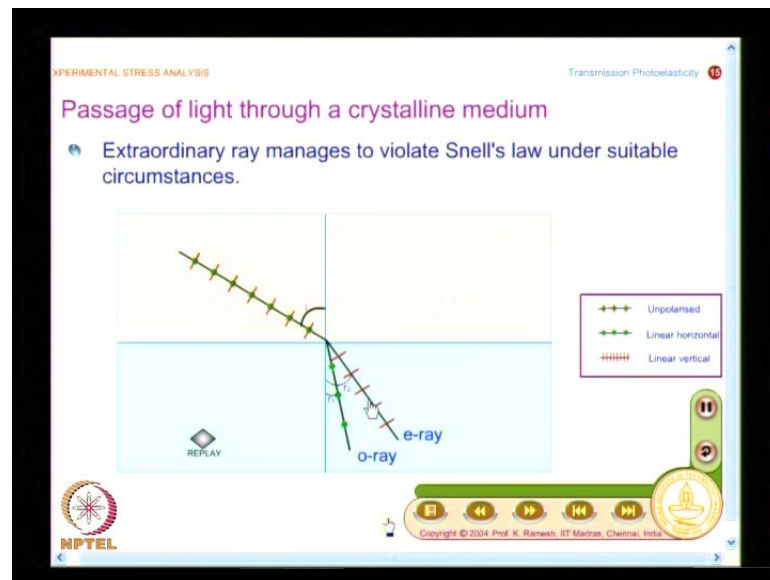 XPERIMENTAL STRESS ANALYSIS
Transmission Photoelasticity 15
Passage of light through a crystalline medium
Extraordinary ray manages to violate Snell's law under suitable
circumstances.
i
Unpolarised
Linear horizontal
Linear vertical
r₁
r₂
e-ray
o-ray
REPLAY
NPTEL
Copyright © 2004 Prof. K. Ramesh, IIT Madras, Chennai, India